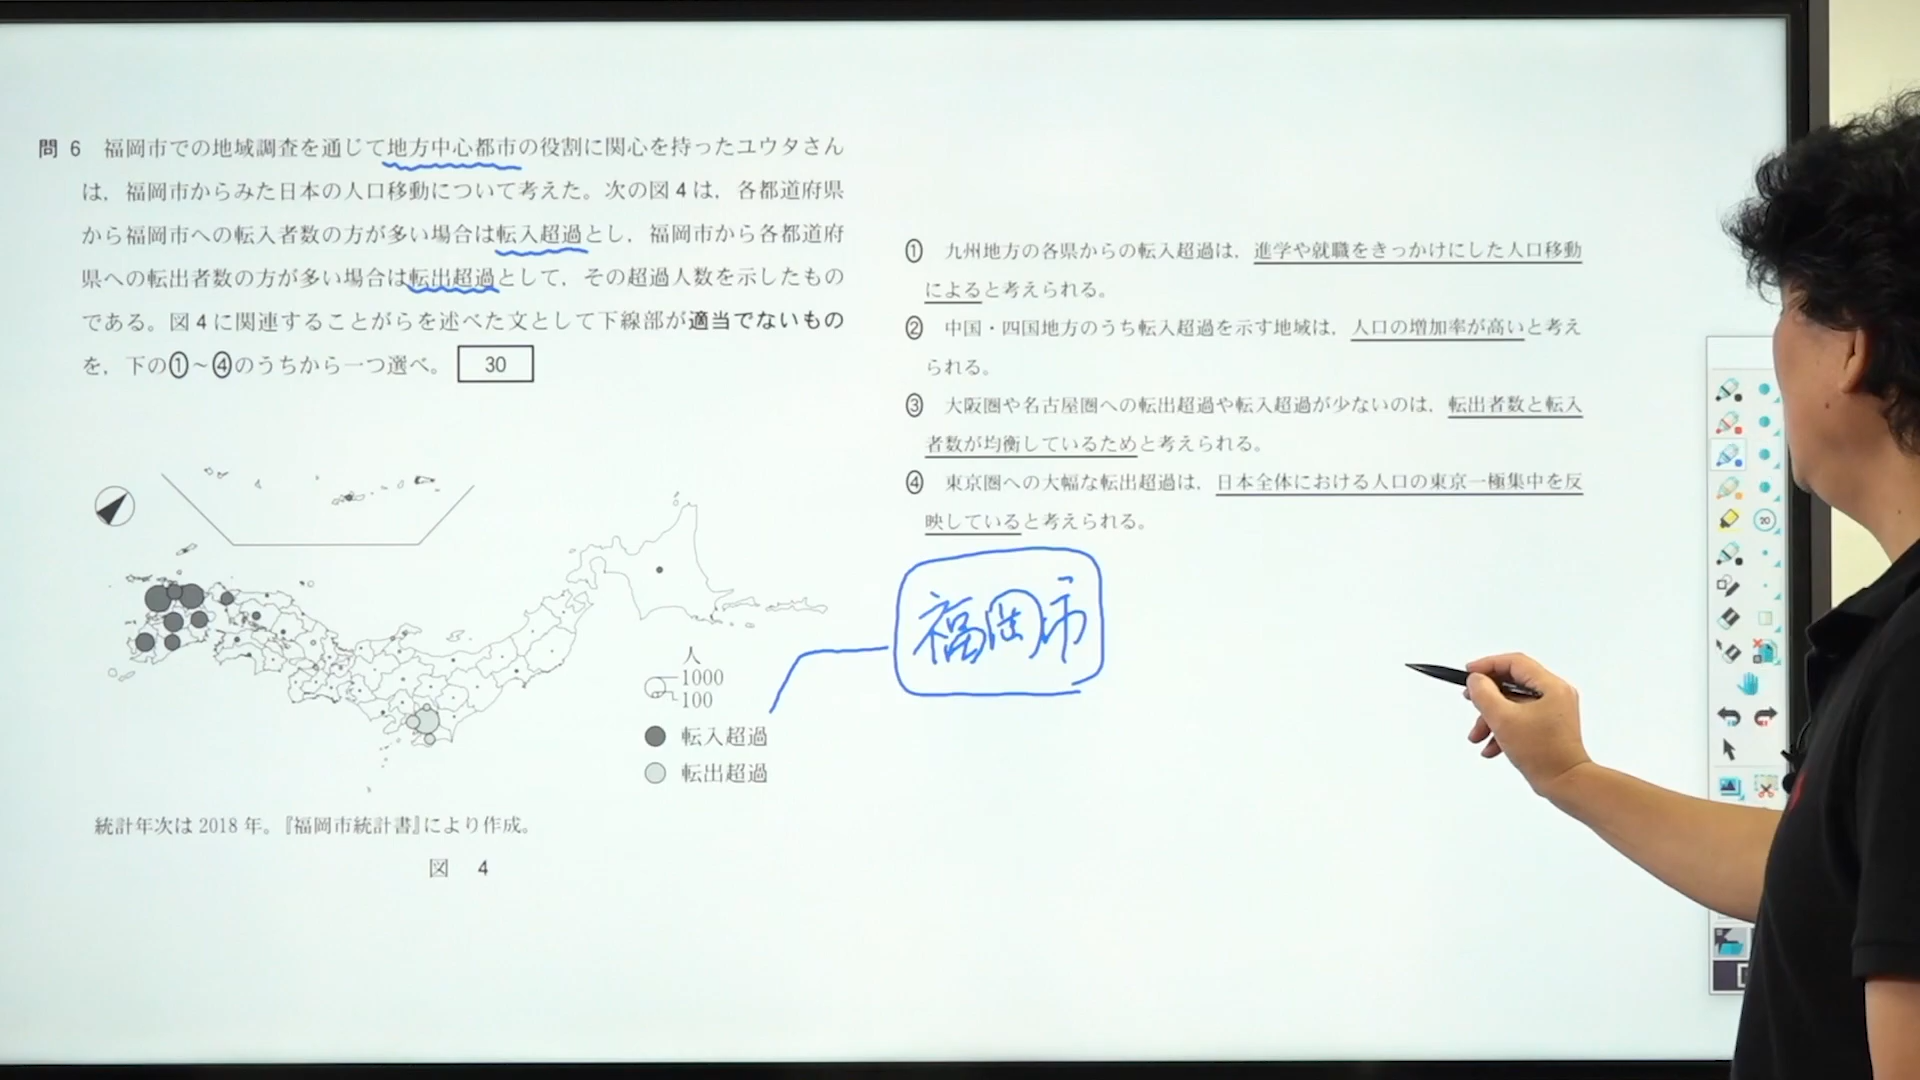 問 6 福岡市での地域調査を通じて地方中心都市の役割に関心を持ったユウタさん
は，福岡市からみた日本の人口移動について考えた。次の図 4 は，各都道府県
から福岡市への転入者数の方が多い場合は転入超過とし，福岡市から各都道府
県への転出者数の方が多い場合は転出超過として，その超過人数を示したもの
である。図 4 に関連することがらを述べた文として下線部が適当でないもの
を，下の①～④のうちから一つ選べ。 30
人
1000
100
転入超過
転出超過
統計年次は 2018 年。『福岡市統計書』により作成。
図 4
① 九州地方の各県からの転入超過は，進学や就職をきっかけにした人口移動
によると考えられる。
② 中国・四国地方のうち転入超過を示す地域は，人口の増加率が高いと考え
られる。
③ 大阪圏や名古屋圏への転出超過や転入超過が少ないのは，転出者数と転入
者数が均衡しているためと考えられる。
④ 東京圏への大幅な転出超過は，日本全体における人口の東京一極集中を反
映していると考えられる。
福岡市
20